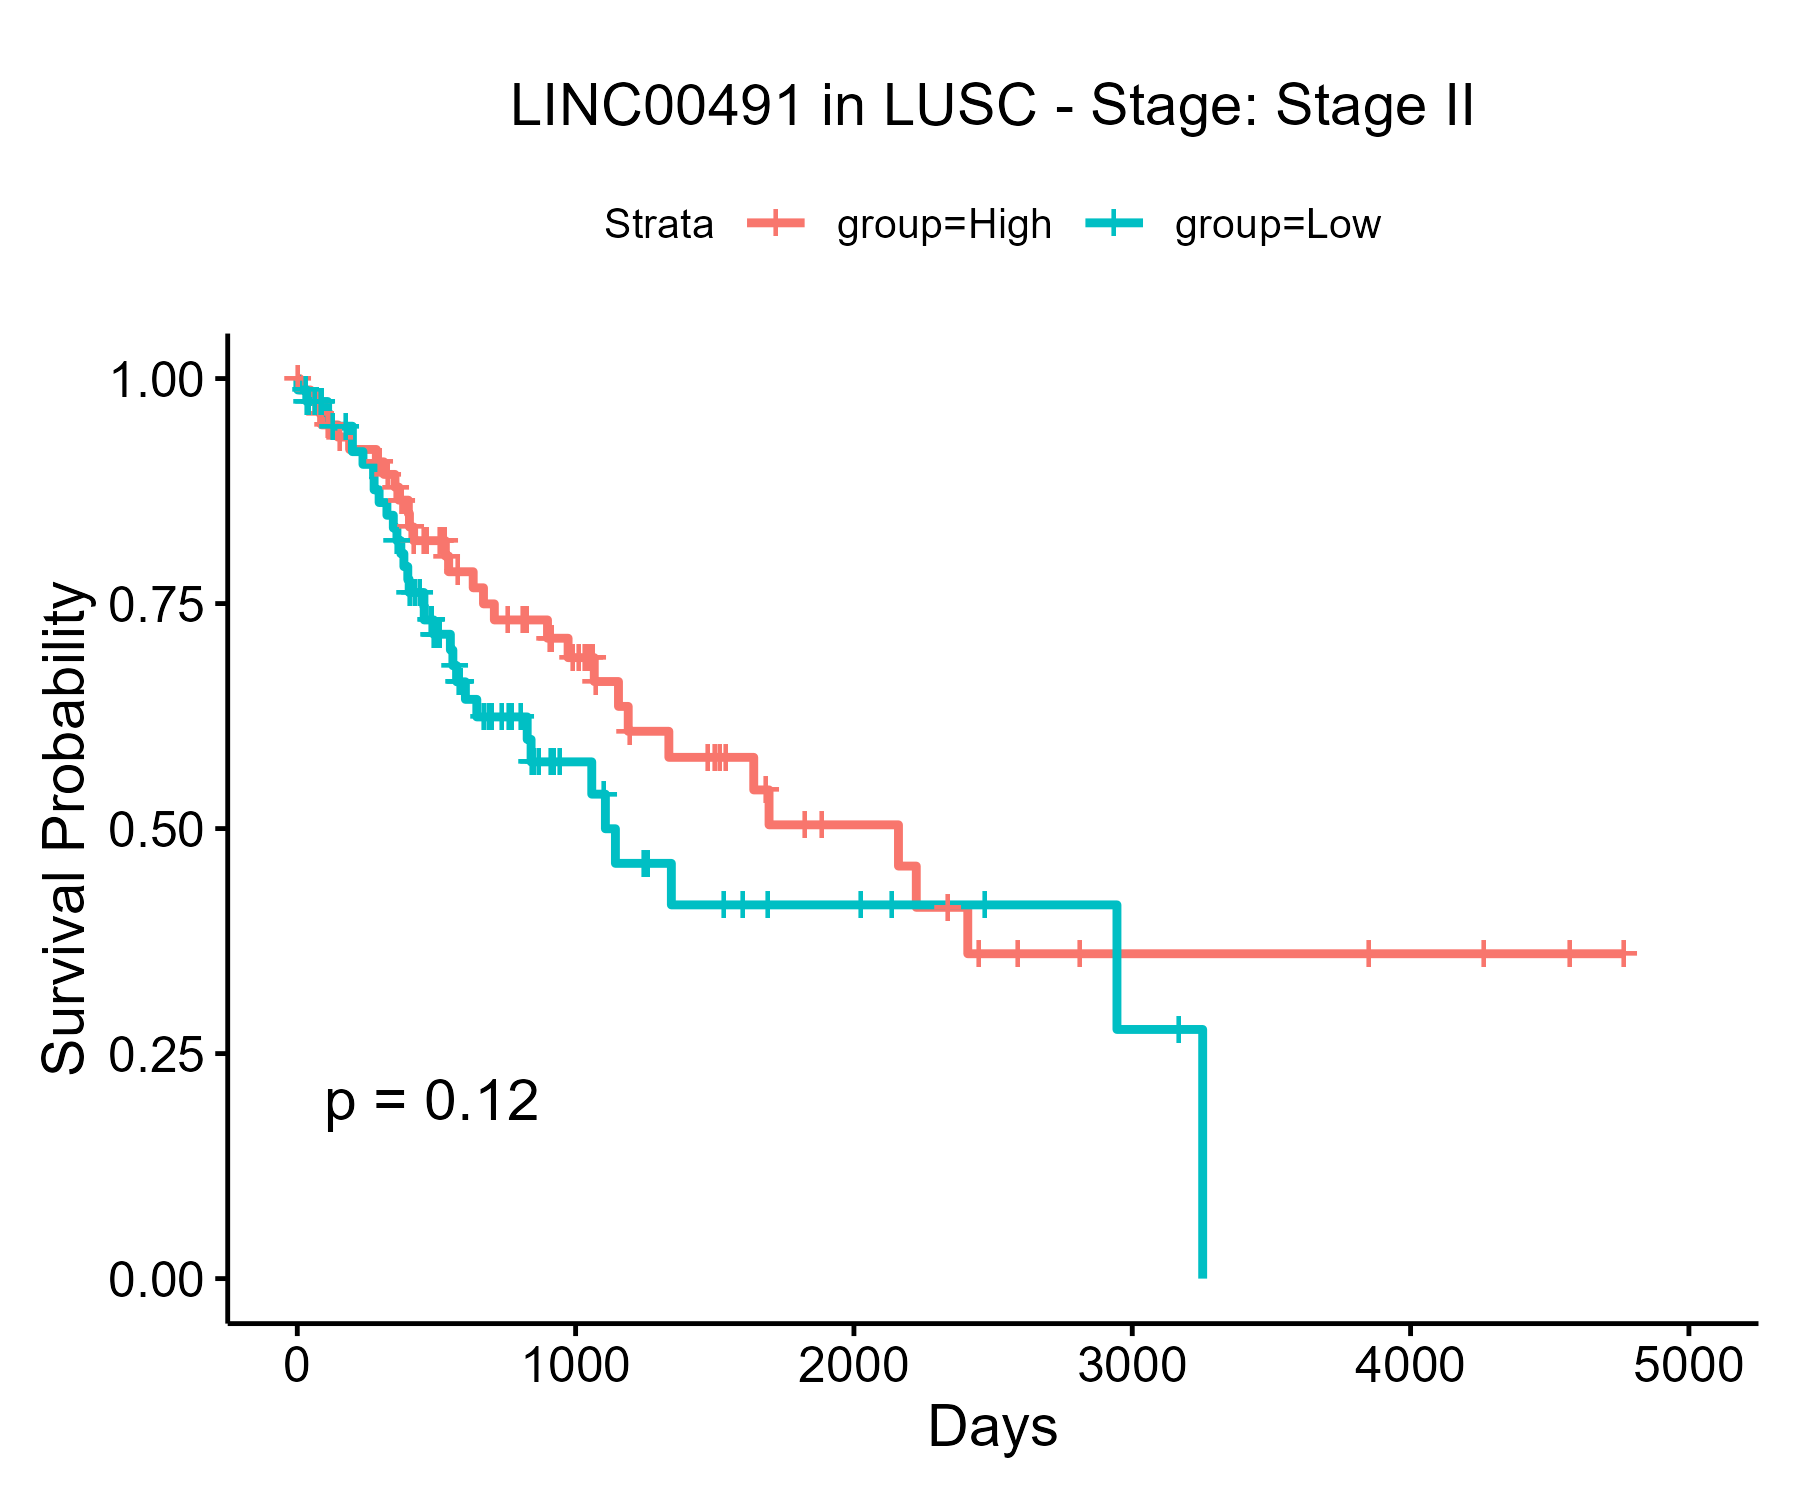 LINC00491 in LUSC - Stage: Stage II
Strata group=High group=Low
Survival Probability
1.00
0.75
0.50
0.25
0.00
p = 0.12
0 1000 2000 3000 4000 5000
Days